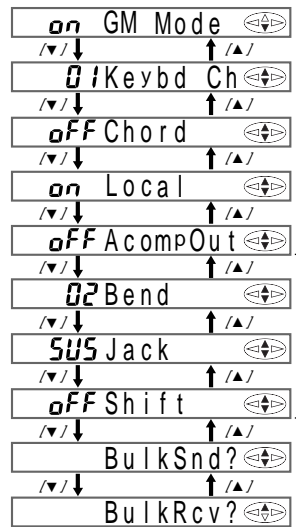 on GM Mode
[▼] [▲]
01 Keybd Ch
[▼] [▲]
oFF Chord
[▼] [▲]
on Local
[▼] [▲]
oFF AcompOut
[▼] [▲]
02 Bend
[▼] [▲]
SUS Jack
[▼] [▲]
oFF Shift
[▼] [▲]
BulkSnd?
[▼] [▲]
BulkRcv?